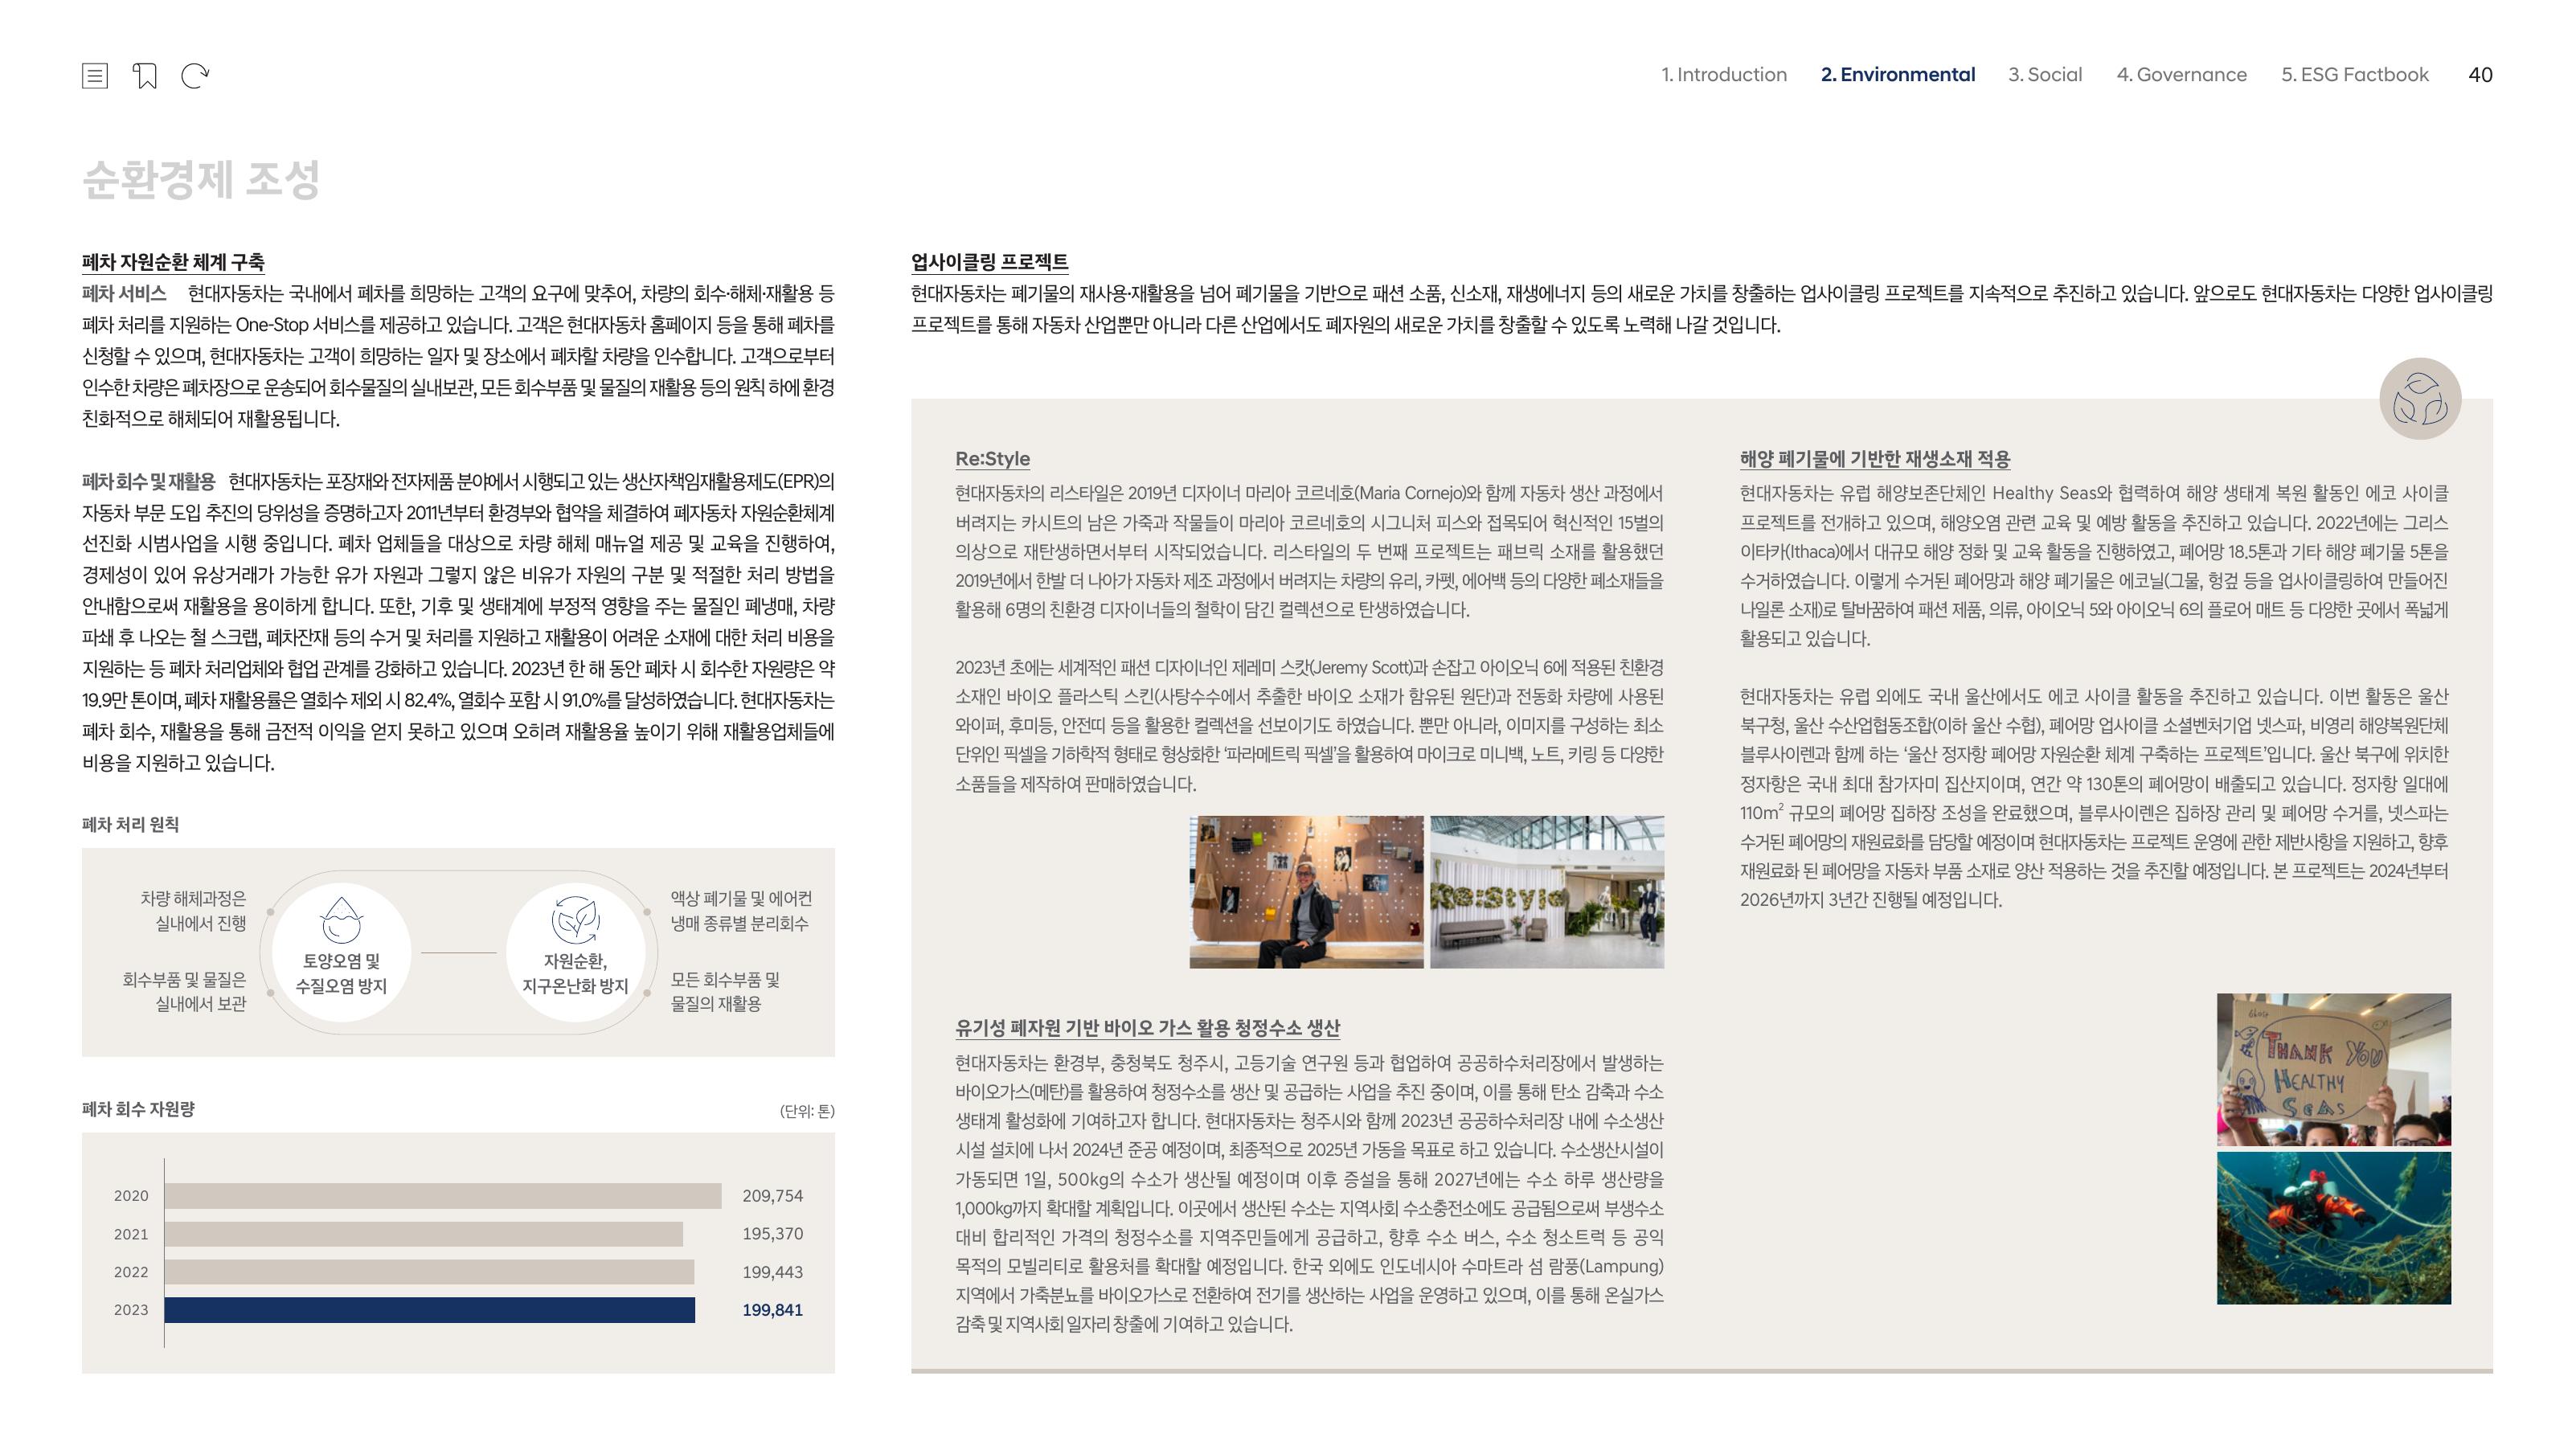 1. Introduction 2. Environmental 3. Social 4. Governance 5. ESG Factbook 40
순환경제 조성
폐차 자원순환 체계 구축
폐차 서비스 현대자동차는 국내에서 폐차를 희망하는 고객의 요구에 맞추어, 차량의 회수·해체·재활용 등
폐차 처리를 지원하는 One-Stop 서비스를 제공하고 있습니다. 고객은 현대자동차 홈페이지 등을 통해 폐차를
신청할 수 있으며, 현대자동차는 고객이 희망하는 일자 및 장소에서 폐차할 차량을 인수합니다. 고객으로부터
인수한 차량은 폐차장으로 운송되어 회수물질의 실내보관, 모든 회수부품 및 물질의 재활용 등의 원칙 하에 환경
친화적으로 해체되어 재활용됩니다.
폐차 회수 및 재활용 현대자동차는 포장재와 전자제품 분야에서 시행되고 있는 생산자책임재활용제도(EPR)의
자동차 부문 도입 추진의 당위성을 증명하고자 2011년부터 환경부와 협약을 체결하여 폐자동차 자원순환체계
선진화 시범사업을 시행 중입니다. 폐차 업체들을 대상으로 차량 해체 매뉴얼 제공 및 교육을 진행하여,
경제성이 있어 유상거래가 가능한 유가 자원과 그렇지 않은 비유가 자원의 구분 및 적절한 처리 방법을
안내함으로써 재활용을 용이하게 합니다. 또한, 기후 및 생태계에 부정적 영향을 주는 물질인 폐냉매, 차량
파쇄 후 나오는 철 스크랩, 폐차잔재 등의 수거 및 처리를 지원하고 재활용이 어려운 소재에 대한 처리 비용을
지원하는 등 폐차 처리업체와 협업 관계를 강화하고 있습니다. 2023년 한 해 동안 폐차 시 회수한 자원량은 약
19.9만 톤이며, 폐차 재활용률은 열회수 제외 시 82.4%, 열회수 포함 시 91.0%를 달성하였습니다. 현대자동차는
폐차 회수, 재활용을 통해 금전적 이익을 얻지 못하고 있으며 오히려 재활용율 높이기 위해 재활용업체들에
비용을 지원하고 있습니다.
폐차 처리 원칙
차량 해체과정은
실내에서 진행
회수부품 및 물질은
실내에서 보관
토양오염 및
수질오염 방지
자원순환,
지구온난화 방지
액상 폐기물 및 에어컨
냉매 종류별 분리회수
모든 회수부품 및
물질의 재활용
폐차 회수 자원량 (단위: 톤)
2020 209,754
2021 195,370
2022 199,443
2023 199,841
업사이클링 프로젝트
현대자동차는 폐기물의 재사용·재활용을 넘어 폐기물을 기반으로 패션 소품, 신소재, 재생에너지 등의 새로운 가치를 창출하는 업사이클링 프로젝트를 지속적으로 추진하고 있습니다. 앞으로도 현대자동차는 다양한 업사이클링
프로젝트를 통해 자동차 산업뿐만 아니라 다른 산업에서도 폐자원의 새로운 가치를 창출할 수 있도록 노력해 나갈 것입니다.
Re:Style
현대자동차의 리스타일은 2019년 디자이너 마리아 코르네호(Maria Cornejo)와 함께 자동차 생산 과정에서
버려지는 카시트의 남은 가죽과 작물들이 마리아 코르네호의 시그니처 피스와 접목되어 혁신적인 15벌의
의상으로 재탄생하면서부터 시작되었습니다. 리스타일의 두 번째 프로젝트는 패브릭 소재를 활용했던
2019년에서 한발 더 나아가 자동차 제조 과정에서 버려지는 차량의 유리, 카펫, 에어백 등의 다양한 폐소재들을
활용해 6명의 친환경 디자이너들의 철학이 담긴 컬렉션으로 탄생하였습니다.
2023년 초에는 세계적인 패션 디자이너인 제레미 스캇(Jeremy Scott)과 손잡고 아이오닉 6에 적용된 친환경
소재인 바이오 플라스틱 스킨(사탕수수에서 추출한 바이오 소재가 함유된 원단)과 전동화 차량에 사용된
와이퍼, 후미등, 안전띠 등을 활용한 컬렉션을 선보이기도 하였습니다. 뿐만 아니라, 이미지를 구성하는 최소
단위인 픽셀을 기하학적 형태로 형상화한 ‘파라메트릭 픽셀’을 활용하여 마이크로 미니백, 노트, 키링 등 다양한
소품들을 제작하여 판매하였습니다.
Re:Style
유기성 폐자원 기반 바이오 가스 활용 청정수소 생산
현대자동차는 환경부, 충청북도 청주시, 고등기술 연구원 등과 협업하여 공공하수처리장에서 발생하는
바이오가스(메탄)를 활용하여 청정수소를 생산 및 공급하는 사업을 추진 중이며, 이를 통해 탄소 감축과 수소
생태계 활성화에 기여하고자 합니다. 현대자동차는 청주시와 함께 2023년 공공하수처리장 내에 수소생산
시설 설치에 나서 2024년 준공 예정이며, 최종적으로 2025년 가동을 목표로 하고 있습니다. 수소생산시설이
가동되면 1일, 500kg의 수소가 생산될 예정이며 이후 증설을 통해 2027년에는 수소 하루 생산량을
1,000kg까지 확대할 계획입니다. 이곳에서 생산된 수소는 지역사회 수소충전소에도 공급됨으로써 부생수소
대비 합리적인 가격의 청정수소를 지역주민들에게 공급하고, 향후 수소 버스, 수소 청소트럭 등 공익
목적의 모빌리티로 활용처를 확대할 예정입니다. 한국 외에도 인도네시아 수마트라 섬 람풍(Lampung)
지역에서 가축분뇨를 바이오가스로 전환하여 전기를 생산하는 사업을 운영하고 있으며, 이를 통해 온실가스
감축 및 지역사회 일자리 창출에 기여하고 있습니다.
해양 폐기물에 기반한 재생소재 적용
현대자동차는 유럽 해양보존단체인 Healthy Seas와 협력하여 해양 생태계 복원 활동인 에코 사이클
프로젝트를 전개하고 있으며, 해양오염 관련 교육 및 예방 활동을 추진하고 있습니다. 2022년에는 그리스
이타카(Ithaca)에서 대규모 해양 정화 및 교육 활동을 진행하였고, 폐어망 18.5톤과 기타 해양 폐기물 5톤을
수거하였습니다. 이렇게 수거된 폐어망과 해양 폐기물은 에코닐(그물, 헝겊 등을 업사이클링하여 만들어진
나일론 소재)로 탈바꿈하여 패션 제품, 의류, 아이오닉 5와 아이오닉 6의 플로어 매트 등 다양한 곳에서 폭넓게
활용되고 있습니다.
현대자동차는 유럽 외에도 국내 울산에서도 에코 사이클 활동을 추진하고 있습니다. 이번 활동은 울산
북구청, 울산 수산업협동조합(이하 울산 수협), 폐어망 업사이클 소셜벤처기업 넷스파, 비영리 해양복원단체
블루사이렌과 함께 하는 ‘울산 정자항 폐어망 자원순환 체계 구축하는 프로젝트’입니다. 울산 북구에 위치한
정자항은 국내 최대 참가자미 집산지이며, 연간 약 130톤의 폐어망이 배출되고 있습니다. 정자항 일대에
110m² 규모의 폐어망 집하장 조성을 완료했으며, 블루사이렌은 집하장 관리 및 폐어망 수거를, 넷스파는
수거된 폐어망의 재원료화를 담당할 예정이며 현대자동차는 프로젝트 운영에 관한 제반사항을 지원하고, 향후
재원료화 된 폐어망을 자동차 부품 소재로 양산 적용하는 것을 추진할 예정입니다. 본 프로젝트는 2024년부터
2026년까지 3년간 진행될 예정입니다.
THANK YOU
HEALTHY
SEAS